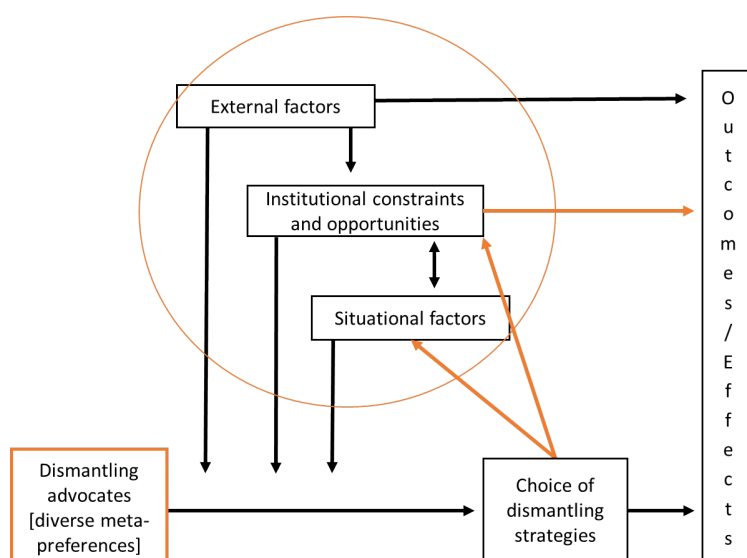 External factors
Institutional constraints
and opportunities
Situational factors
Dismantling
advocates
[diverse meta-
preferences]
Choice of
dismantling
strategies
O
u
t
c
o
m
e
s
/
E
f
f
e
c
t
s